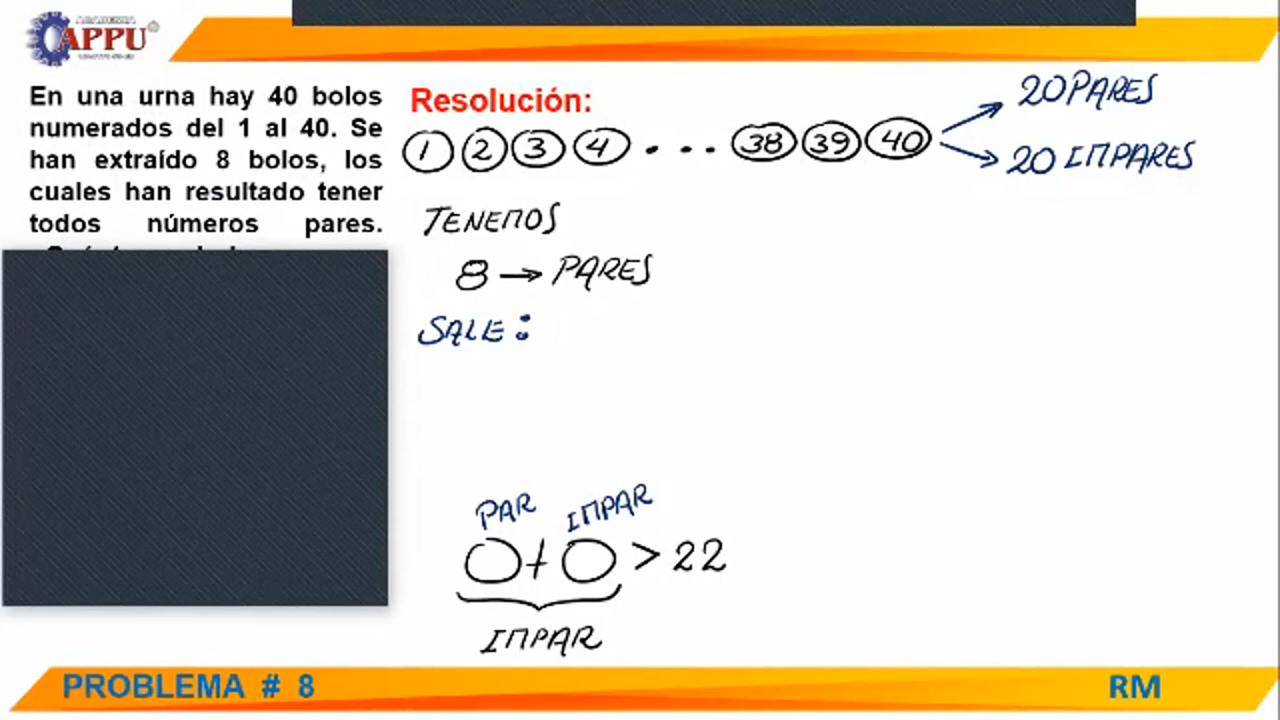 ACADEMIA
APPU
En una urna hay 40 bolos
numerados del 1 al 40. Se
han extraído 8 bolos, los
cuales han resultado tener
todos números pares.
Resolución:
1 2 3 4 . . . 38 39 40
20 PARES
20 IMPARES
TENEMOS
8 → PARES
SALE:
PAR IMPAR
O + O > 22
IMPAR
PROBLEMA # 8
RM